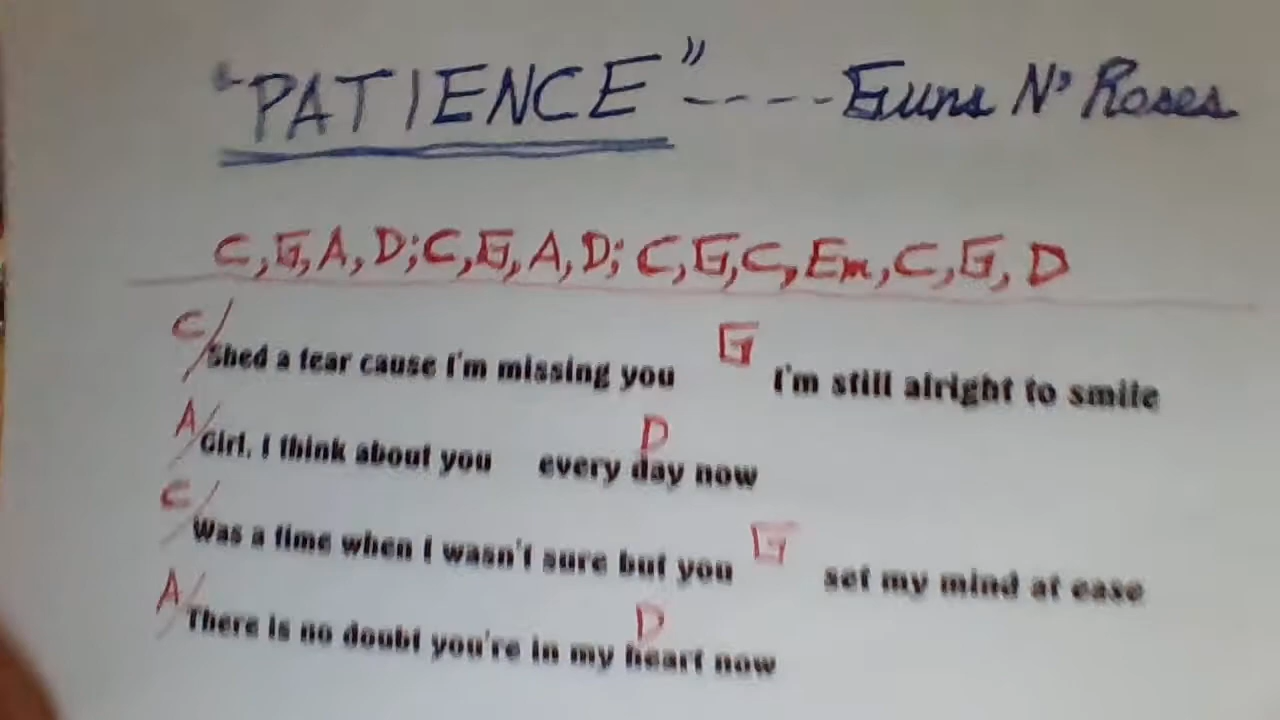 "PATIENCE" ---- Guns N' Roses
C, G, A, D; C, G, A, D; C, G, C, Em, C, G, D
C/ G
Shed a tear cause I'm missing you I'm still alright to smile
A/ D
Girl, I think about you every day now
C/ G
Was a time when I wasn't sure but you set my mind at ease
A/ D
There is no doubt you're in my heart now